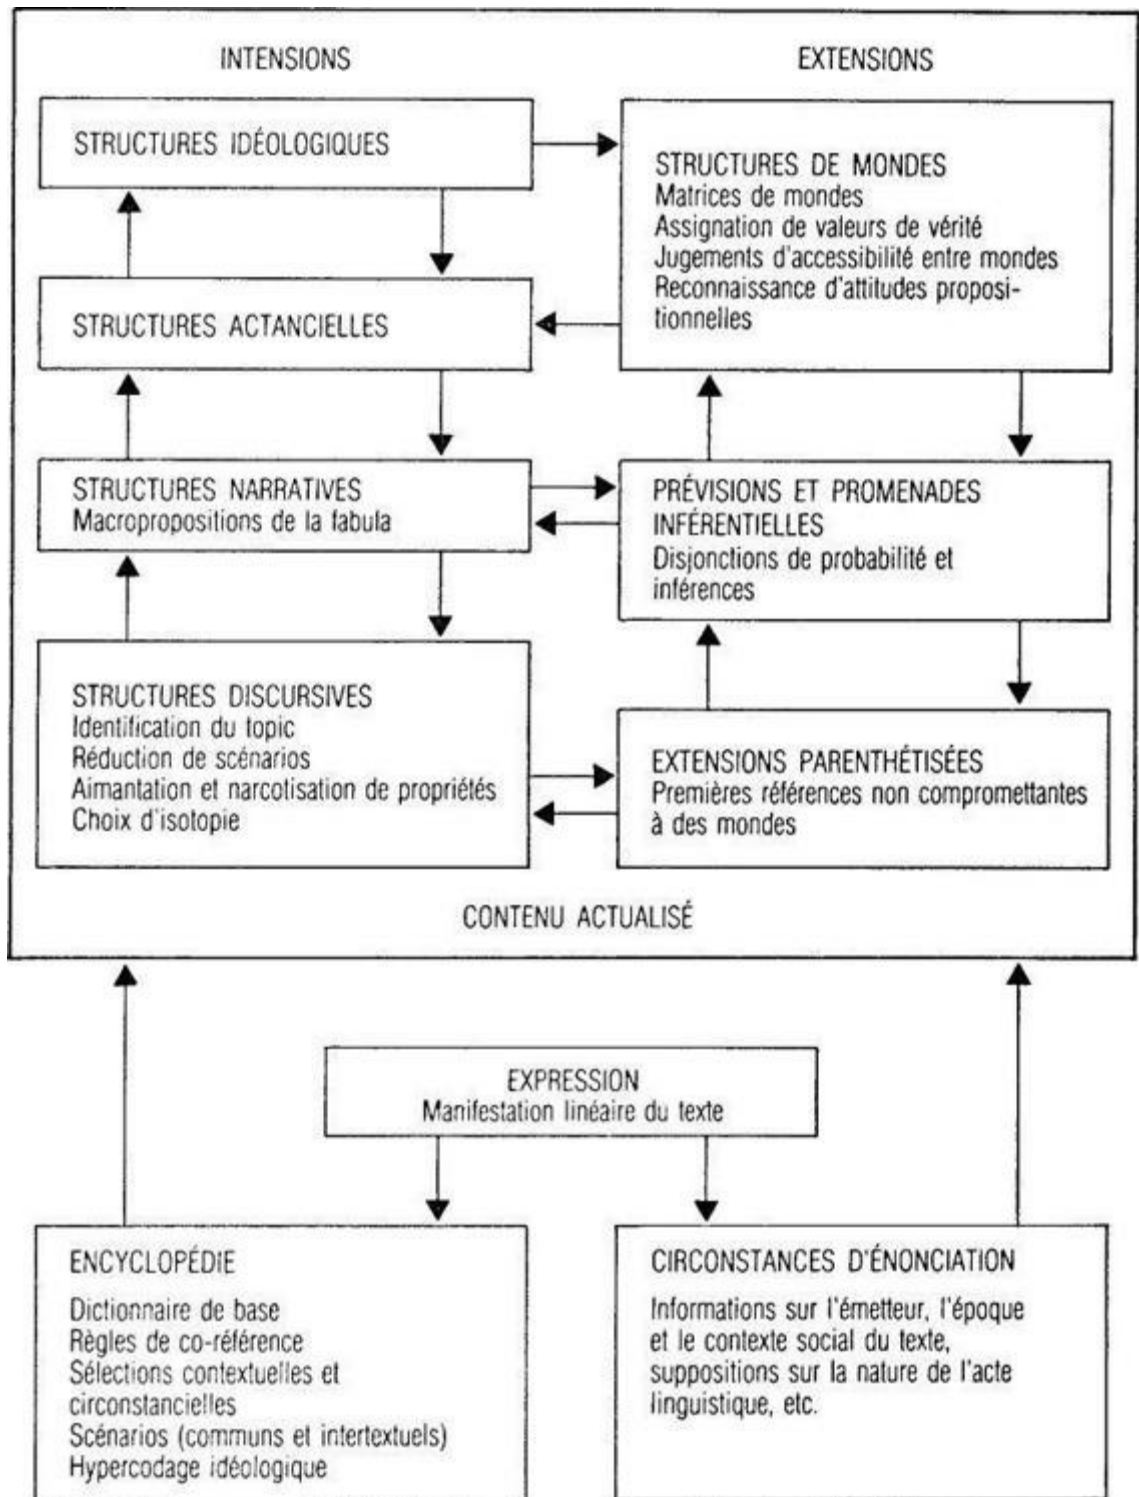 INTENSIONS
EXTENSIONS
STRUCTURES IDÉOLOGIQUES
STRUCTURES DE MONDES
Matrices de mondes
Assignation de valeurs de vérité
Jugements d'accessibilité entre mondes
Reconnaissance d'attitudes proposi-
tionnelles
STRUCTURES ACTANCIELLES
STRUCTURES NARRATIVES
Macropropositions de la fabula
PRÉVISIONS ET PROMENADES
INFÉRENTIELLES
Disjonctions de probabilité et
inférences
STRUCTURES DISCURSIVES
Identification du topic
Réduction de scénarios
Aimantation et narcotisation de propriétés
Choix d'isotopie
EXTENSIONS PARENTHÉTISÉES
Premières références non compromettantes
à des mondes
CONTENU ACTUALISÉ
EXPRESSION
Manifestation linéaire du texte
ENCYCLOPÉDIE
Dictionnaire de base
Règles de co-référence
Sélections contextuelles et
circonstancielles
Scénarios (communs et intertextuels)
Hypercodage idéologique
CIRCONSTANCES D'ÉNONCIATION
Informations sur l'émetteur, l'époque
et le contexte social du texte,
suppositions sur la nature de l'acte
linguistique, etc.